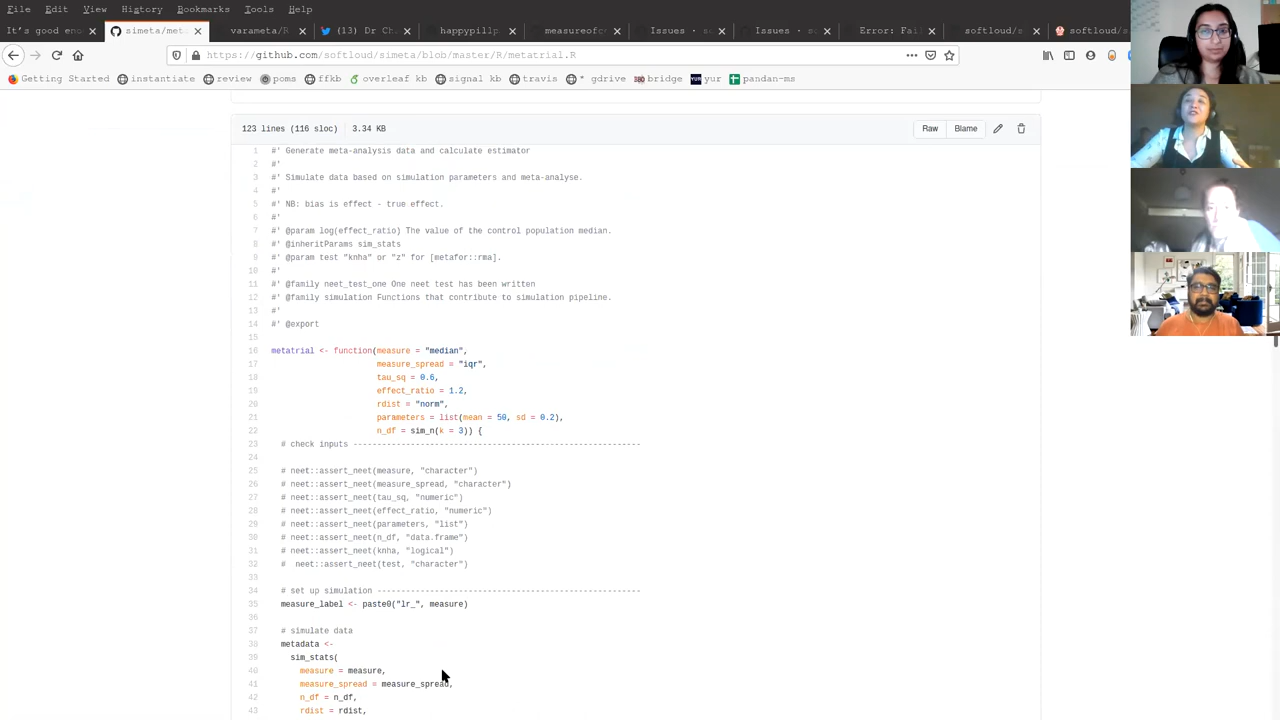 File Edit View History Bookmarks Tools Help
It's good eno × simeta/met × varameta/R × (13) Dr Ch × happypill × measureofg × Issues · s × Issues · s × Error: Fai × softloud/s × softloud/s
https://github.com/softloud/simeta/blob/master/R/metatrial.R
Getting Started instantiate review poms ffkb overleaf kb signal kb travis * gdrive bridge YUR yur pandan-ms
123 lines (116 sloc) 3.34 KB Raw Blame
1 #' Generate meta-analysis data and calculate estimator
2 #'
3 #' Simulate data based on simulation parameters and meta-analyse.
4 #'
5 #' NB: bias is effect - true effect.
6 #'
7 #' @param log(effect_ratio) The value of the control population median.
8 #' @inheritParams sim_stats
9 #' @param test "knha" or "z" for [metafor::rma].
10 #'
11 #' @family neet_test_one One neet test has been written
12 #' @family simulation Functions that contribute to simulation pipeline.
13 #'
14 #' @export
15
16 metatrial <- function(measure = "median",
17 measure_spread = "iqr",
18 tau_sq = 0.6,
19 effect_ratio = 1.2,
20 rdist = "norm",
21 parameters = list(mean = 50, sd = 0.2),
22 n_df = sim_n(k = 3)) {
23 # check inputs ------------------------------------------------------------
24
25 # neet::assert_neet(measure, "character")
26 # neet::assert_neet(measure_spread, "character")
27 # neet::assert_neet(tau_sq, "numeric")
28 # neet::assert_neet(effect_ratio, "numeric")
29 # neet::assert_neet(parameters, "list")
30 # neet::assert_neet(n_df, "data.frame")
31 # neet::assert_neet(knha, "logical")
32 # neet::assert_neet(test, "character")
33
34 # set up simulation -------------------------------------------------------
35 measure_label <- paste0("lr_", measure)
36
37 # simulate data
38 metadata <-
39 sim_stats(
40 measure = measure,
41 measure_spread = measure_spread,
42 n_df = n_df,
43 rdist = rdist,